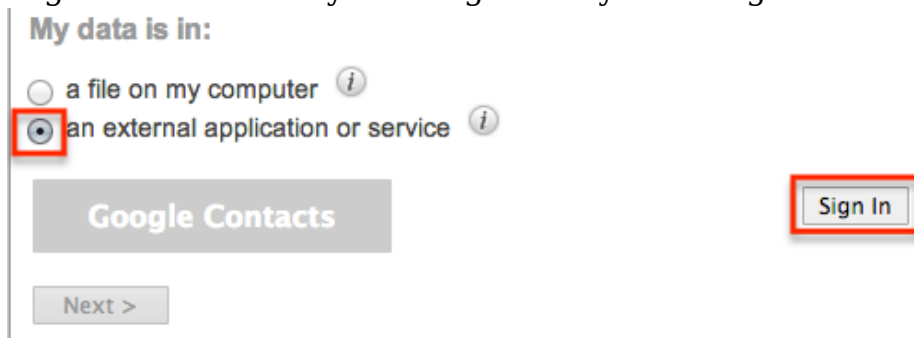 My data is in:
a file on my computer i
an external application or service i
Google Contacts
Sign In
Next >